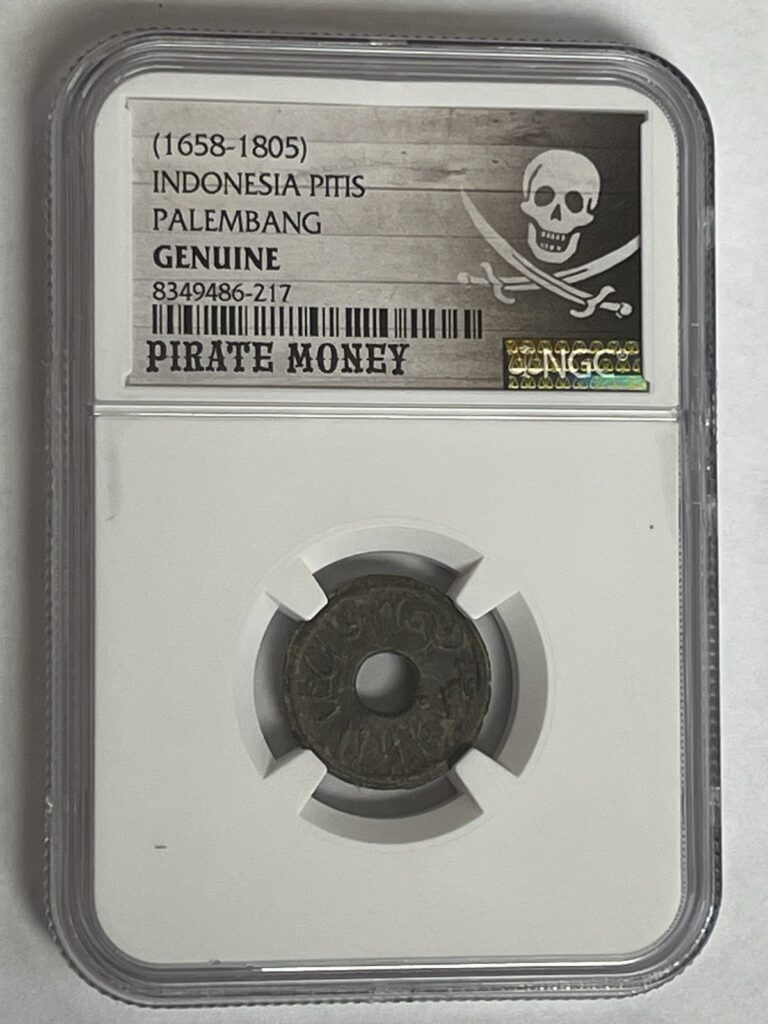 (1658-1805)
INDONESIA PITIS
PALEMBANG
GENUINE
8349486-217
PIRATE MONEY
NGC